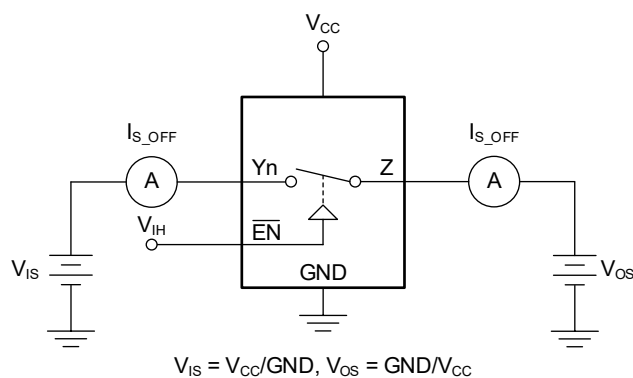 VCC
IS_OFF
IS_OFF
A
Yn
Z
A
VIH
EN
VIS
GND
VOS
VIS = VCC/GND, VOS = GND/VCC